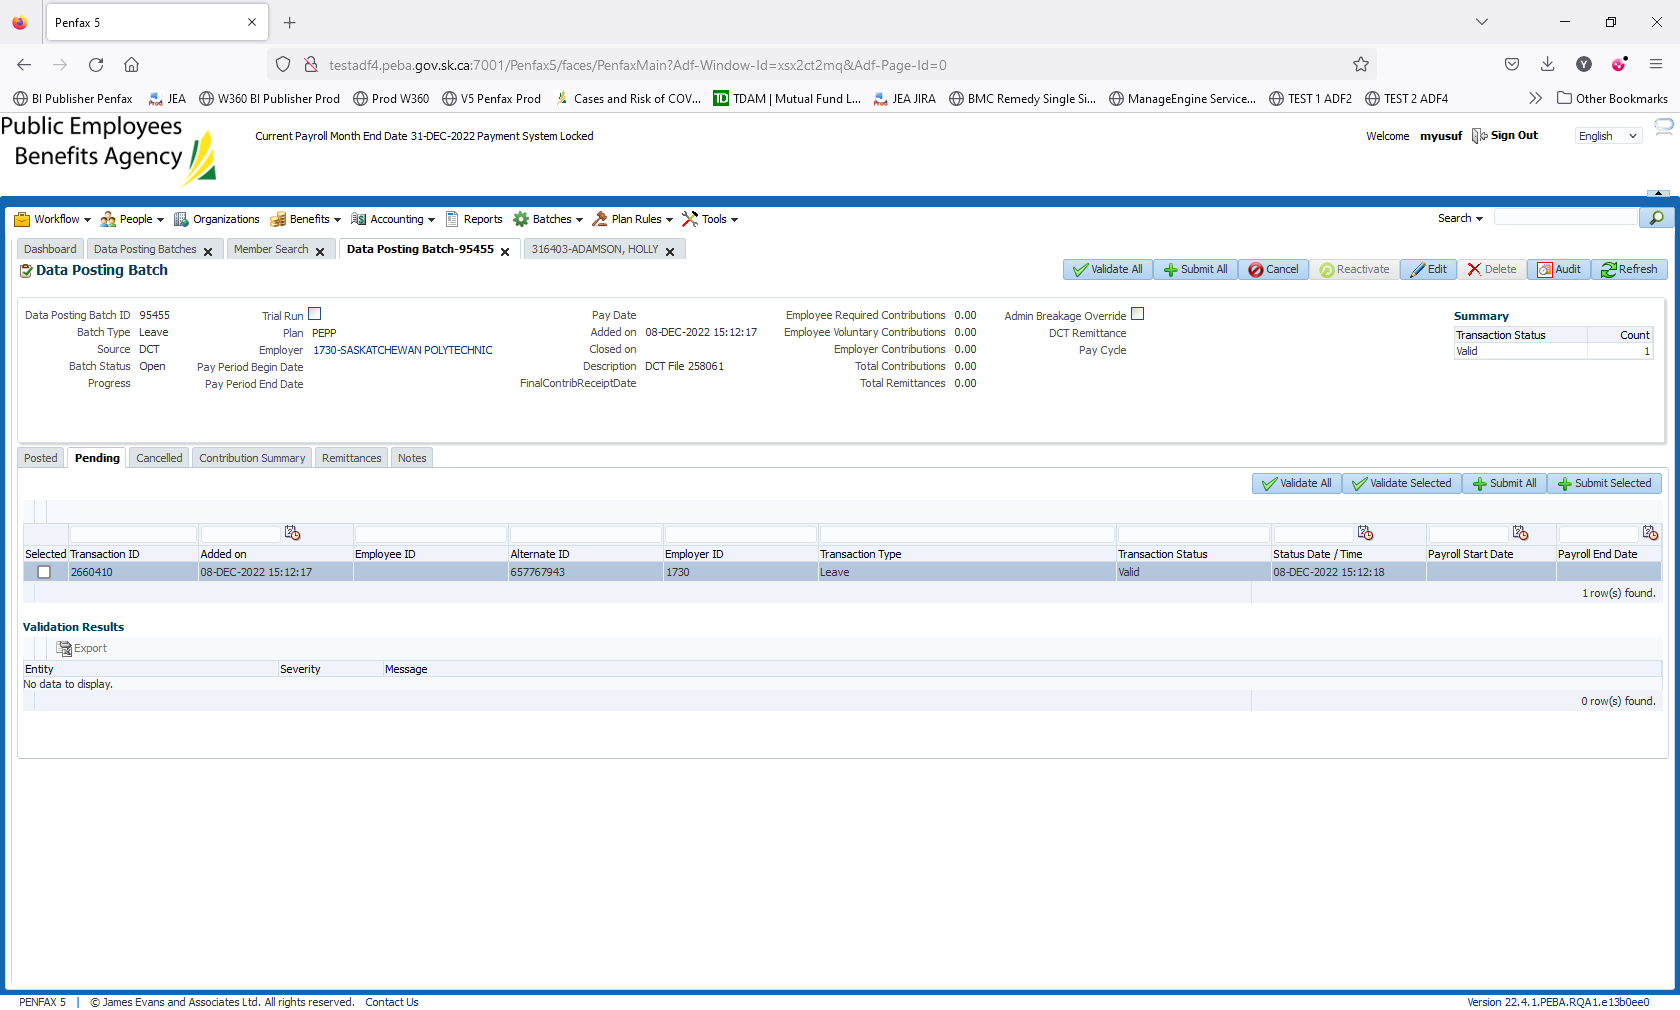 Penfax 5
testadf4.peba.gov.sk.ca:7001/Penfax5/faces/PenfaxMain?Adf-Window-Id=xsx2ct2mq&Adf-Page-Id=0
BI Publisher Penfax JEA W360 BI Publisher Prod Prod W360 V5 Penfax Prod Cases and Risk of COV... TDAM | Mutual Fund L... JEA JIRA BMC Remedy Single Si... ManageEngine Service... TEST 1 ADF2 TEST 2 ADF4 Other Bookmarks
Public Employees
Benefits Agency
Current Payroll Month End Date 31-DEC-2022 Payment System Locked
Welcome myusuf Sign Out English
Workflow People Organizations Benefits Accounting Reports Batches Plan Rules Tools Search
Dashboard Data Posting Batches Member Search Data Posting Batch-95455 316403-ADAMSON, HOLLY
Data Posting Batch
Validate All Submit All Cancel Reactivate Edit Delete Audit Refresh
Data Posting Batch ID 95455
Batch Type Leave
Source DCT
Batch Status Open
Progress
Trial Run
Plan PEPP
Employer 1730-SASKATCHEWAN POLYTECHNIC
Pay Period Begin Date
Pay Period End Date
Pay Date
Added on 08-DEC-2022 15:12:17
Closed on
Description DCT File 258061
FinalContribReceiptDate
Employee Required Contributions 0.00
Employee Voluntary Contributions 0.00
Employer Contributions 0.00
Total Contributions 0.00
Total Remittances 0.00
Admin Breakage Override
DCT Remittance
Pay Cycle
Summary
Transaction Status Count
Valid 1
Posted Pending Cancelled Contribution Summary Remittances Notes
Validate All Validate Selected Submit All Submit Selected
Selected Transaction ID Added on Employee ID Alternate ID Employer ID Transaction Type Transaction Status Status Date / Time Payroll Start Date Payroll End Date
2660410 08-DEC-2022 15:12:17 657767943 1730 Leave Valid 08-DEC-2022 15:12:18
1 row(s) found.
Validation Results
Export
Entity Severity Message
No data to display.
0 row(s) found.
PENFAX 5 | © James Evans and Associates Ltd. All rights reserved. Contact Us
Version 22.4.1.PEBA.RQA1.e13b0ee0